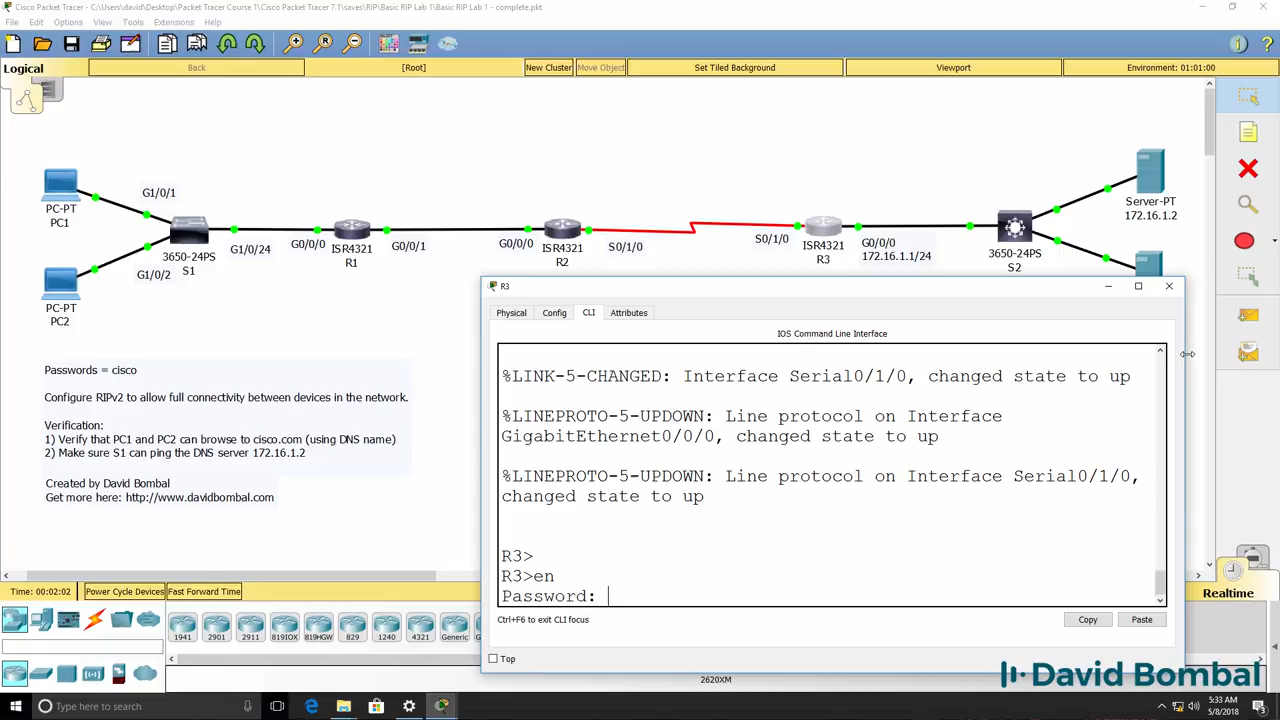 Cisco Packet Tracer - C:\Users\david\Desktop\Packet Tracer Course 1\Cisco Packet Tracer 7.1\saves\RIP\Basic RIP Lab 1\Basic RIP Lab 1 - complete.pkt
File Edit Options View Tools Extensions Help
Logical Back [Root] New Cluster Move Object Set Tiled Background Viewport Environment: 01:01:00
PC-PT
PC1
G1/0/1
3650-24PS
S1
G1/0/24
G0/0/0
ISR4321
R1
G0/0/1
G0/0/0
ISR4321
R2
S0/1/0
S0/1/0
ISR4321
R3
G0/0/0
172.16.1.1/24
3650-24PS
S2
Server-PT
172.16.1.2
G1/0/2
PC-PT
PC2
Passwords = cisco
Configure RIPv2 to allow full connectivity between devices in the network.
Verification:
1) Verify that PC1 and PC2 can browse to cisco.com (using DNS name)
2) Make sure S1 can ping the DNS server 172.16.1.2
Created by David Bombal
Get more here: http://www.davidbombal.com
R3
Physical Config CLI Attributes
IOS Command Line Interface
%LINK-5-CHANGED: Interface Serial0/1/0, changed state to up
%LINEPROTO-5-UPDOWN: Line protocol on Interface
GigabitEthernet0/0/0, changed state to up
%LINEPROTO-5-UPDOWN: Line protocol on Interface Serial0/1/0,
changed state to up
R3>
R3>en
Password:
Ctrl+F6 to exit CLI focus
Copy Paste
Top
Time: 00:02:02 Power Cycle Devices Fast Forward Time
Realtime
1941 2901 2911 819IOX 819HGW 829 1240 4321 Generic
2620XM
David Bombal
Type here to search
5:33 AM
5/8/2018
3